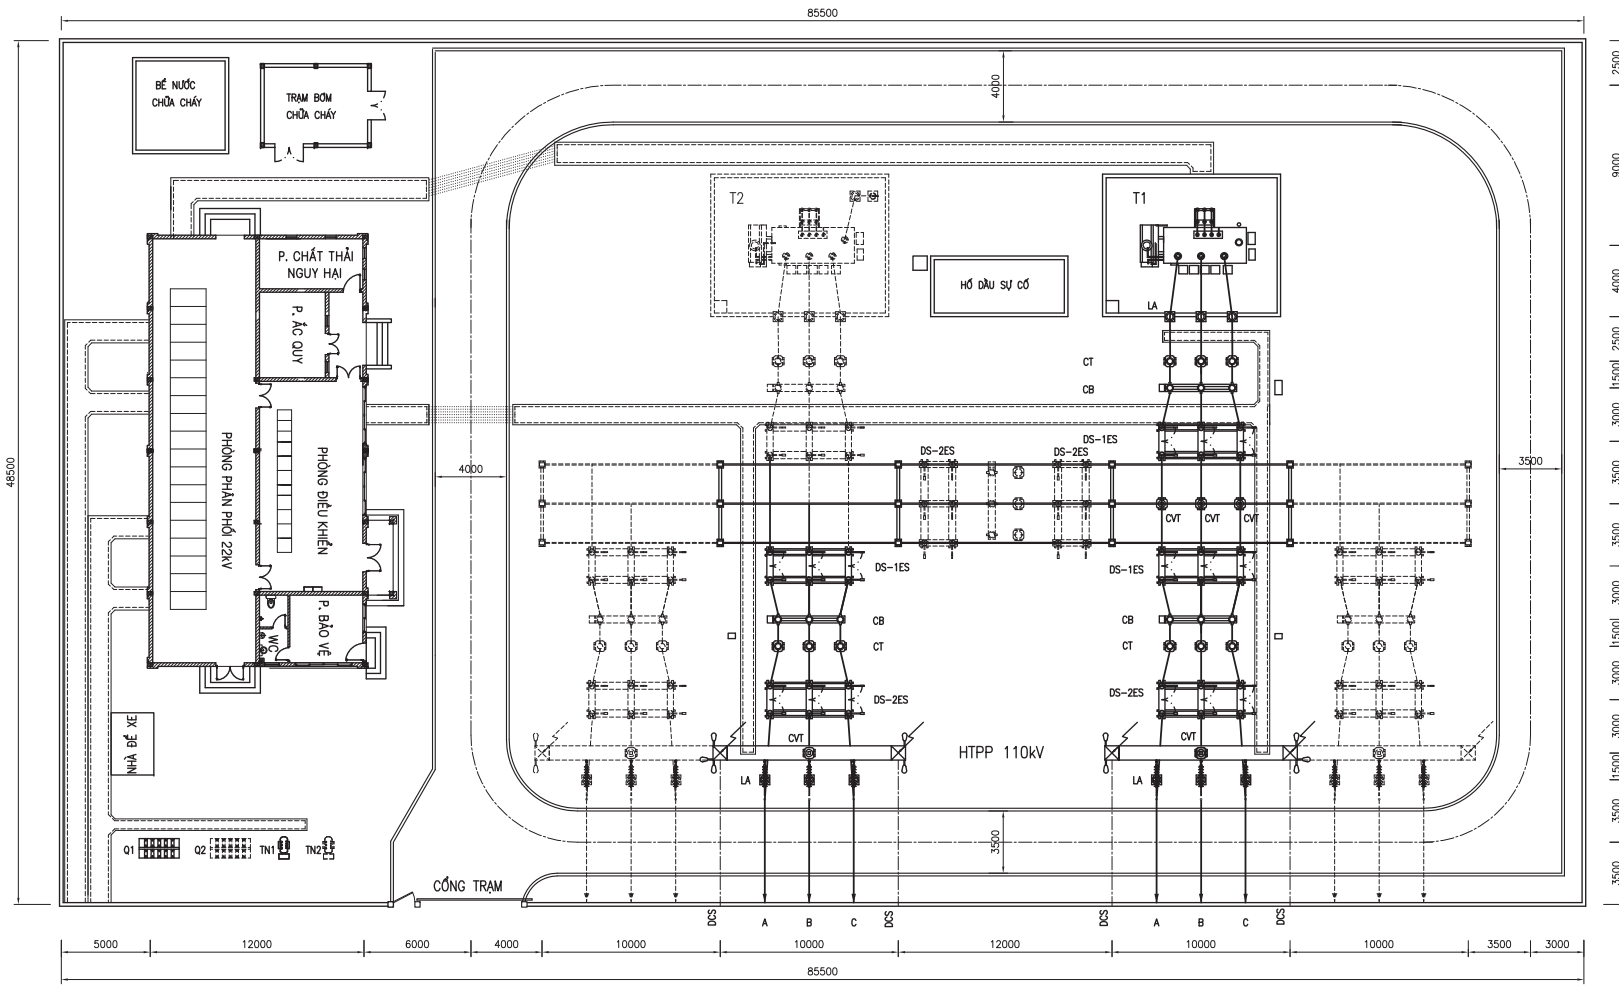 85500
48500
4000
2500
9000
4000
2500
1500
3000
3500
3500
3000
1500
3000
3000
1500
3500
3500
BỂ NƯỚC
CHỮA CHÁY
TRẠM BƠM
CHỮA CHÁY
P. CHẤT THẢI
NGUY HẠI
P. ẮC QUY
PHÒNG PHÂN PHỐI 22kV
PHÒNG ĐIỀU KHIỂN
P. BẢO VỆ
WC
NHÀ ĐỂ XE
T2
T1
HỐ DẦU SỰ CỐ
LA
CT
CB
DS-1ES
DS-2ES
DS-2ES
4000
3500
CVT
CVT
CVT
DS-1ES
DS-1ES
CB
CB
CT
CT
DS-2ES
DS-2ES
CVT
CVT
HTPP 110kV
LA
LA
3500
Q1
Q2
TN1
TN2
CỔNG TRẠM
DCS
A
B
C
DCS
DCS
A
B
C
DCS
5000
12000
6000
4000
10000
10000
12000
10000
10000
3500
3000
85500